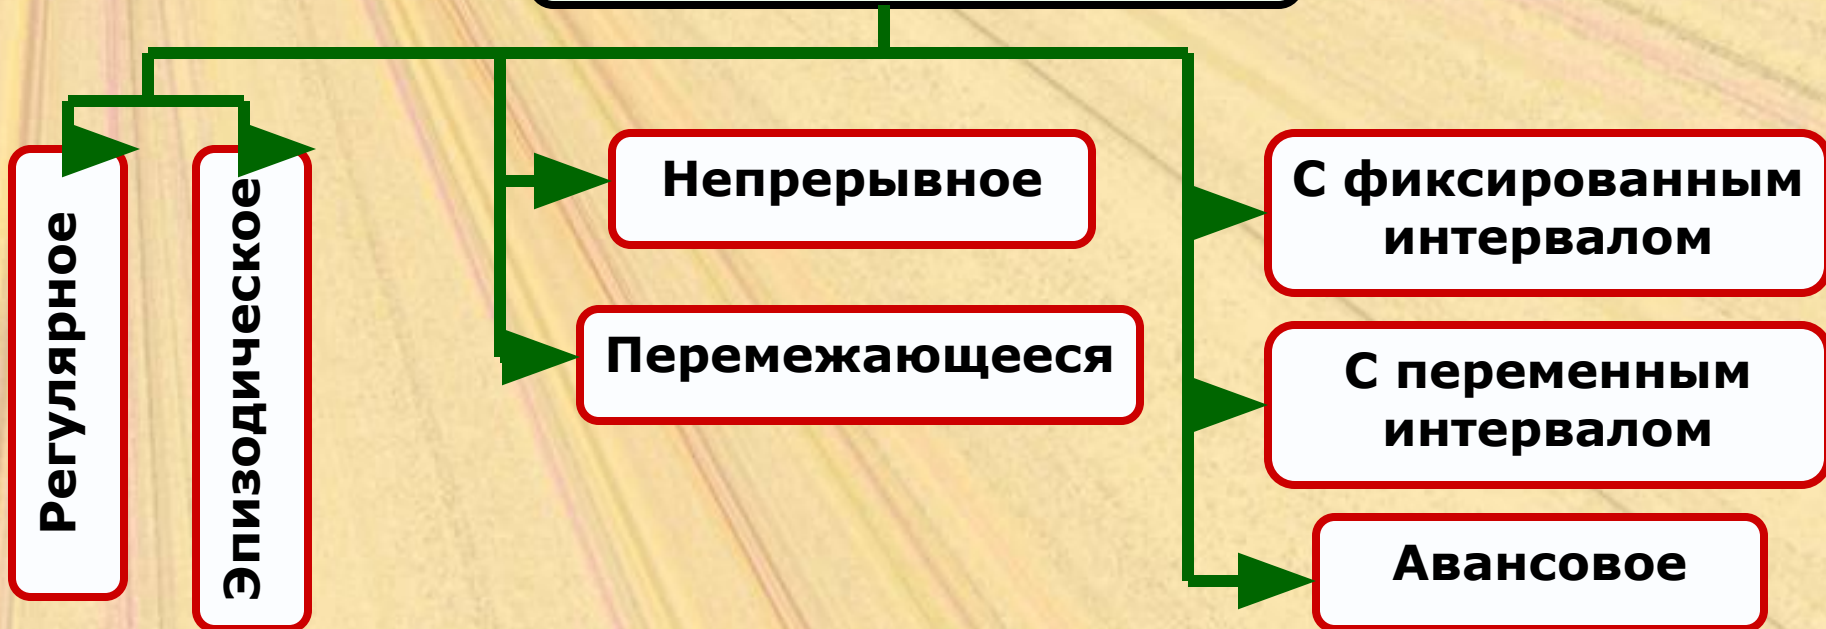 Регулярное
Эпизодическое
Непрерывное
Перемежающееся
С фиксированным
интервалом
С переменным
интервалом
Авансовое